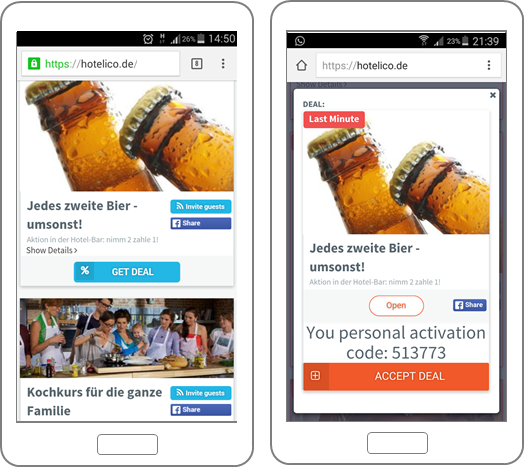 H
26%
14:50
https://hotelico.de/
8
Jedes zweite Bier -
umsonst!
Invite guests
Share
Aktion in der Hotel-Bar: nimm 2 zahle 1!
Show Details >
% GET DEAL
Kochkurs für die ganze
Familie
Invite guests
Share
23% 21:39
https://hotelico.de
Show Details >
×
DEAL:
Last Minute
Jedes zweite Bier -
umsonst!
Aktion in der Hotel-Bar: nimm 2 zahle 1!
Open
Share
You personal activation
code: 513773
ACCEPT DEAL